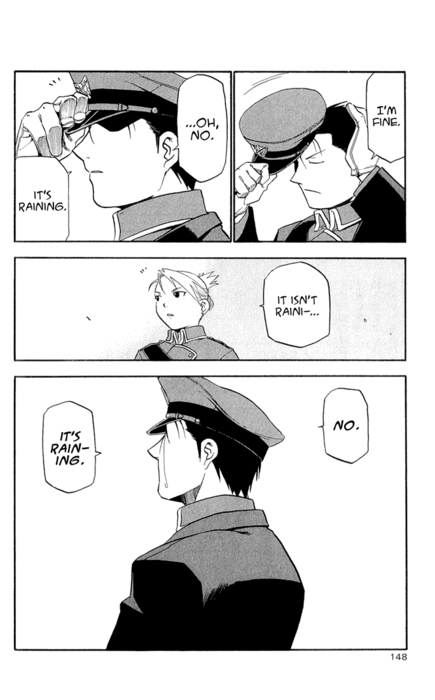 I'M
FINE.
...OH,
NO.
IT'S
RAINING.
IT ISN'T
RAINI-...
NO.
IT'S
RAIN-
ING.
148